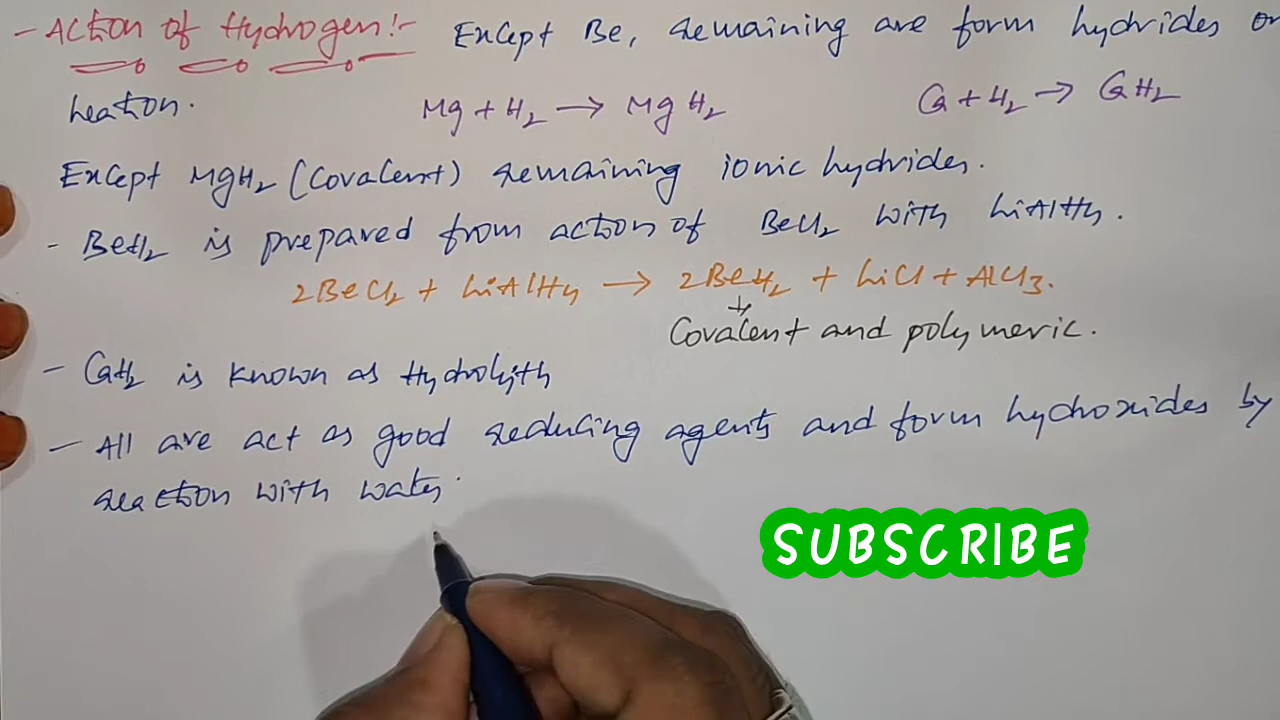 - Action of Hydrogen :- Except Be, remaining are form hydrides on
heation.
Mg + H2 → MgH2
Ca + H2 → CaH2
Except MgH2 (covalent) remaining ionic hydrides.
- BeH2 is prepared from action of BeCl2 with LiAlH4.
2BeCl2 + LiAlH4 → 2BeH2 + LiCl + AlCl3.
↓
Covalent and polymeric.
- CaH2 is known as Hydrolyth
- All are act as good reducing agents and form hydroxides by
reaction with water.
SUBSCRIBE